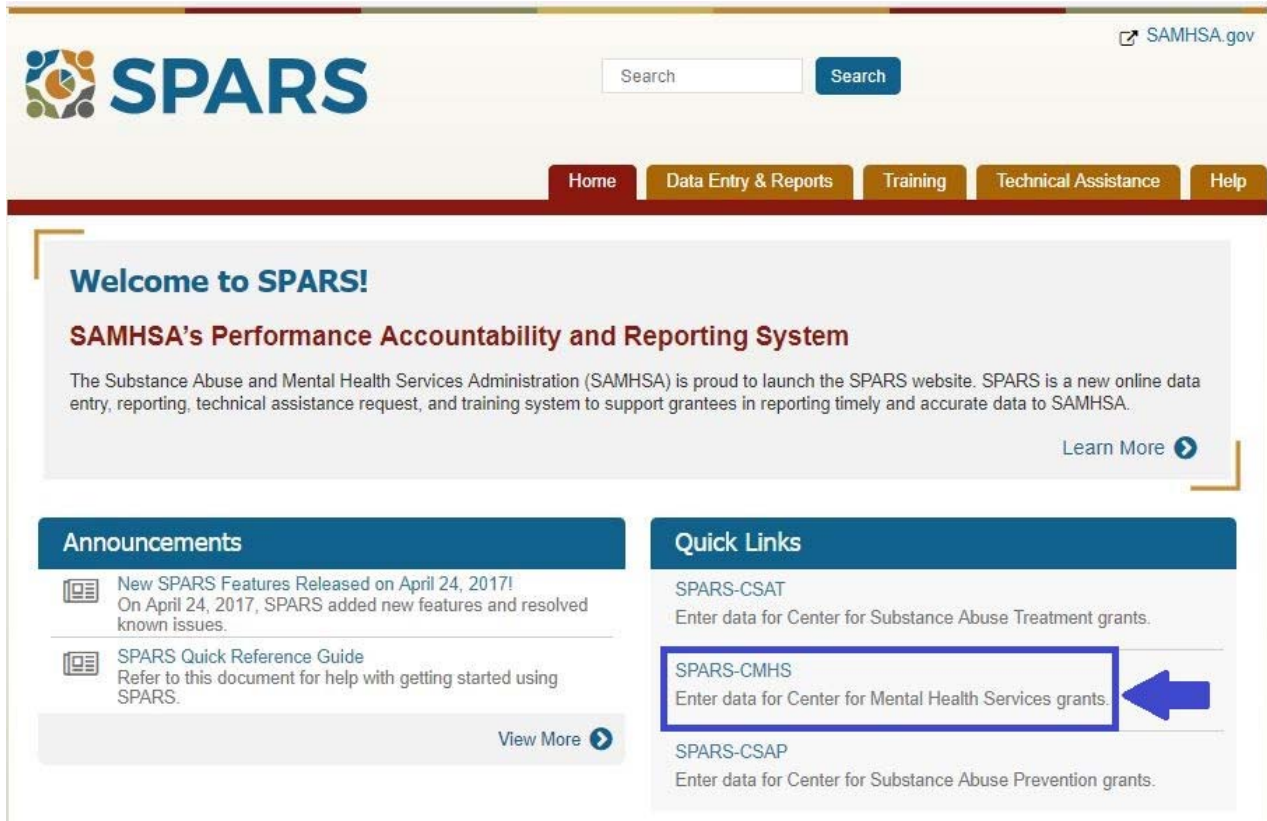 SAMHSA.gov
SPARS
Search
Search
Home
Data Entry & Reports
Training
Technical Assistance
Help
Welcome to SPARS!
SAMHSA's Performance Accountability and Reporting System
The Substance Abuse and Mental Health Services Administration (SAMHSA) is proud to launch the SPARS website. SPARS is a new online data
entry, reporting, technical assistance request, and training system to support grantees in reporting timely and accurate data to SAMHSA.
Learn More
Announcements
New SPARS Features Released on April 24, 2017!
On April 24, 2017, SPARS added new features and resolved
known issues.
SPARS Quick Reference Guide
Refer to this document for help with getting started using
SPARS.
View More
Quick Links
SPARS-CSAT
Enter data for Center for Substance Abuse Treatment grants.
SPARS-CMHS
Enter data for Center for Mental Health Services grants.
SPARS-CSAP
Enter data for Center for Substance Abuse Prevention grants.